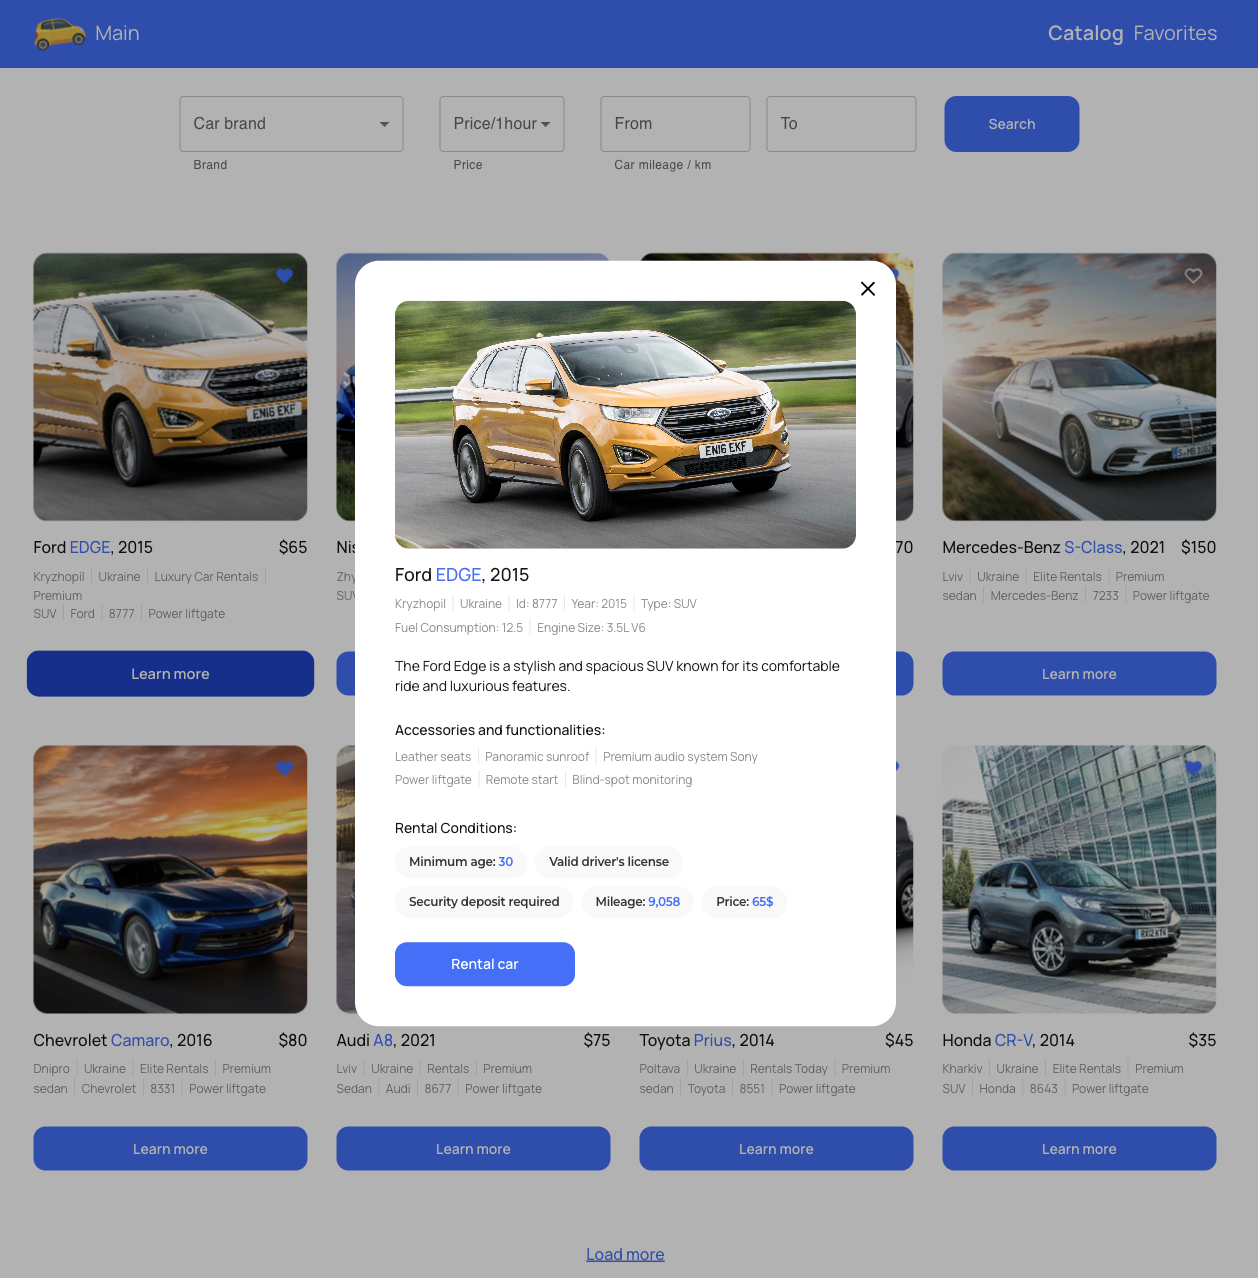 Main
Catalog Favorites
Car brand
Price/1hour
From
To
Search
Brand
Price
Car mileage / km
EN16 EKF
Ford EDGE, 2015 $65
Kryzhopil Ukraine Luxury Car Rentals
Premium
SUV Ford 8777 Power liftgate
Learn more
Nis
Zhy
SUV
70
Mercedes-Benz S-Class, 2021 $150
Lviv Ukraine Elite Rentals Premium
sedan Mercedes-Benz 7233 Power liftgate
Learn more
Ford
EN16 EKF
Ford EDGE, 2015
Kryzhopil Ukraine Id: 8777 Year: 2015 Type: SUV
Fuel Consumption: 12.5 Engine Size: 3.5L V6
The Ford Edge is a stylish and spacious SUV known for its comfortable
ride and luxurious features.
Accessories and functionalities:
Leather seats Panoramic sunroof Premium audio system Sony
Power liftgate Remote start Blind-spot monitoring
Rental Conditions:
Minimum age: 30 Valid driver's license
Security deposit required Mileage: 9,058 Price: 65$
Rental car
Chevrolet Camaro, 2016 $80
Dnipro Ukraine Elite Rentals Premium
sedan Chevrolet 8331 Power liftgate
Learn more
Audi A8, 2021 $75
Lviv Ukraine Rentals Premium
Sedan Audi 8677 Power liftgate
Learn more
Toyota Prius, 2014 $45
Poltava Ukraine Rentals Today Premium
sedan Toyota 8551 Power liftgate
Learn more
Honda CR-V, 2014 $35
Kharkiv Ukraine Elite Rentals Premium
SUV Honda 8643 Power liftgate
Learn more
Load more